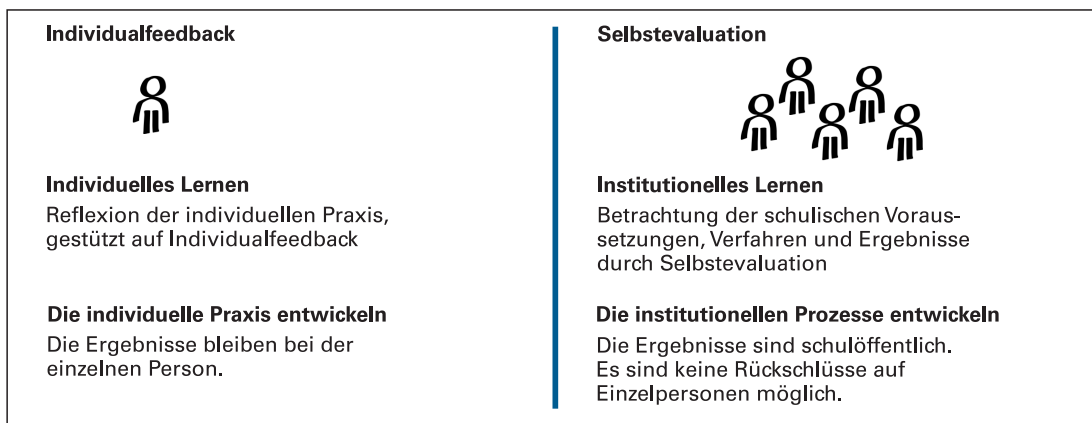 Individualfeedback
Individuelles Lernen
Reflexion der individuellen Praxis,
gestützt auf Individualfeedback
Die individuelle Praxis entwickeln
Die Ergebnisse bleiben bei der
einzelnen Person.
Selbstevaluation
Institutionelles Lernen
Betrachtung der schulischen Voraus-
setzungen, Verfahren und Ergebnisse
durch Selbstevaluation
Die institutionellen Prozesse entwickeln
Die Ergebnisse sind schulöffentlich.
Es sind keine Rückschlüsse auf
Einzelpersonen möglich.